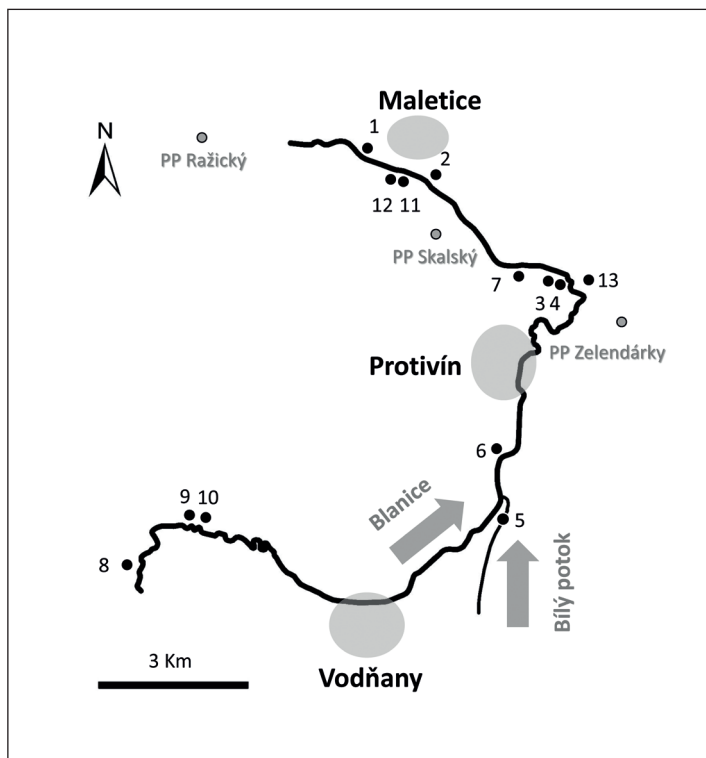 Maletice
N
1
PP Ražický
2
12 11
PP Skalský
7
13
3 4
PP Zelendárky
Protivín
6
Blanice
9 10
5
8
Bílý potok
3 Km
Vodňany